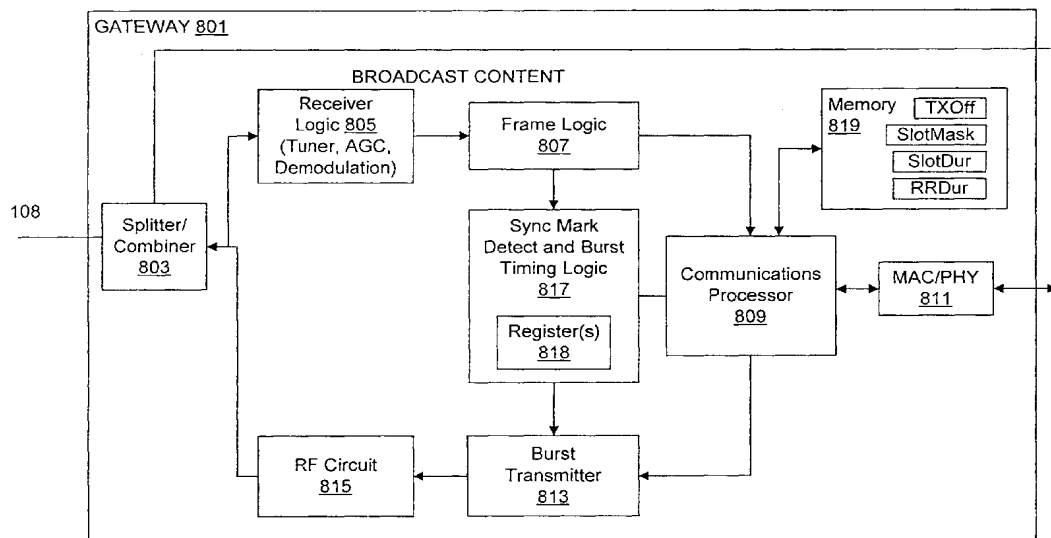 GATEWAY 801
BROADCAST CONTENT
Receiver
Logic 805
(Tuner, AGC,
Demodulation)
Frame Logic
807
Memory
819
TXOff
SlotMask
SlotDur
RRDur
108
Splitter/
Combiner
803
Sync Mark
Detect and Burst
Timing Logic
817
Register(s)
818
Communications
Processor
809
MAC/PHY
811
RF Circuit
815
Burst
Transmitter
813